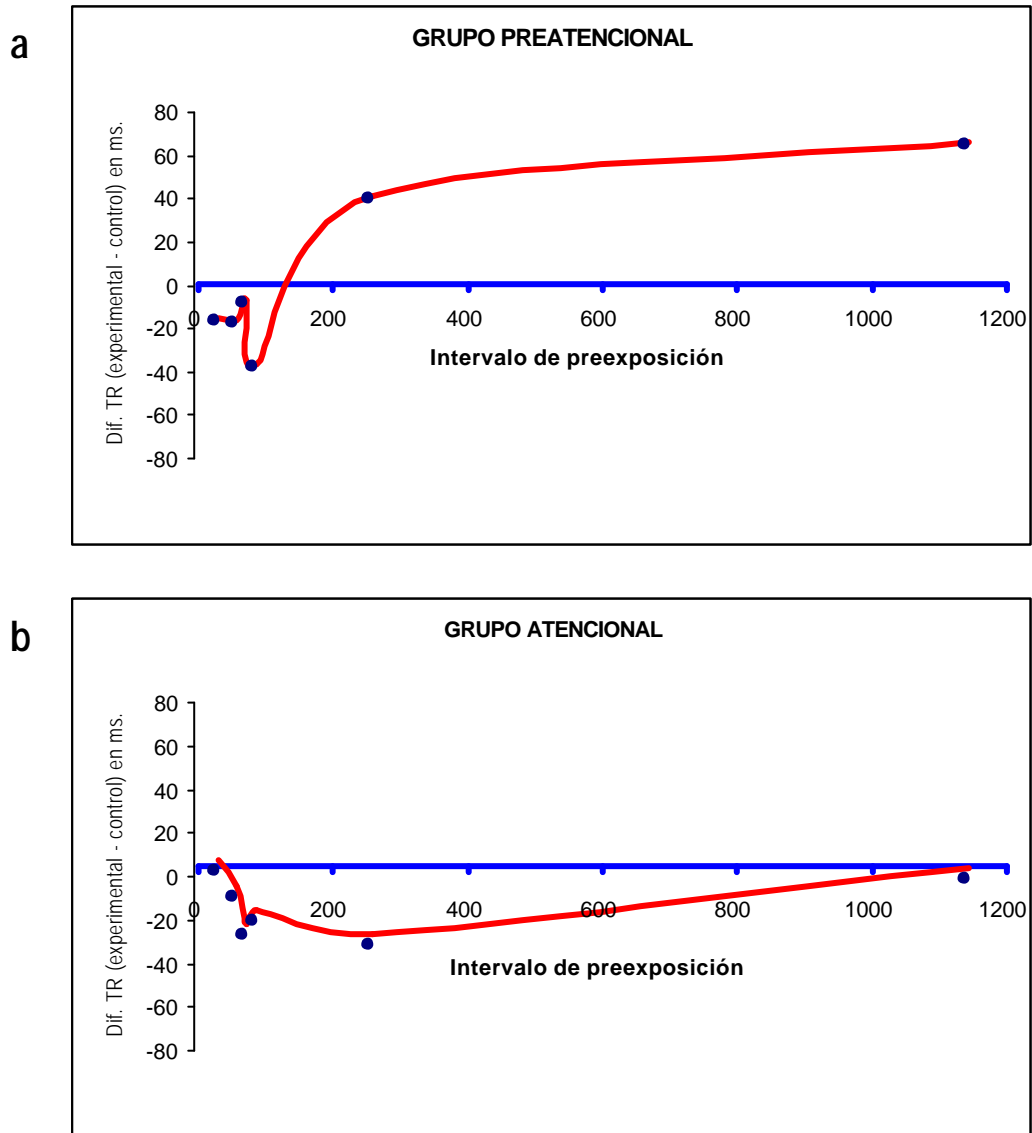 a
GRUPO PREATENCIONAL
Dif. TR (experimental - control) en ms.
80
60
40
20
0
-20
-40
-60
-80
0 200 400 600 800 1000 1200
Intervalo de preexposición
b
GRUPO ATENCIONAL
Dif. TR (experimental - control) en ms.
80
60
40
20
0
-20
-40
-60
-80
0 200 400 600 800 1000 1200
Intervalo de preexposición